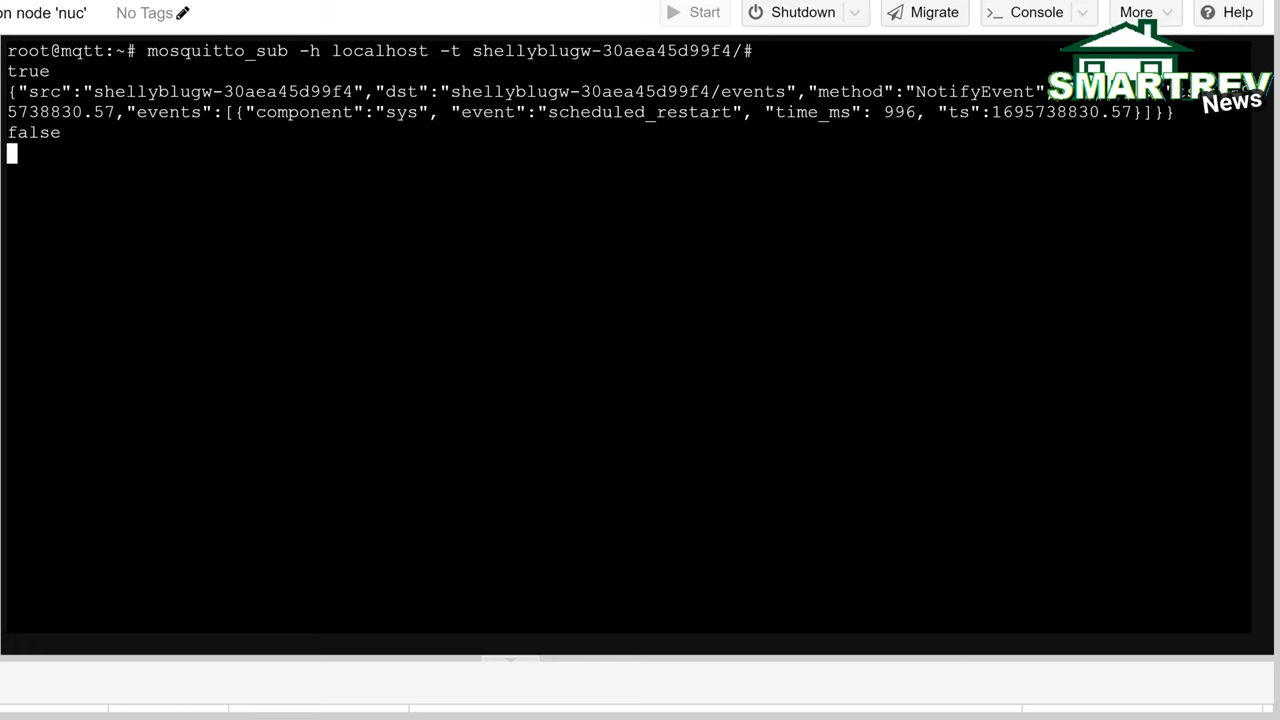 on node 'nuc' No Tags Start Shutdown Migrate Console More Help
root@mqtt:~# mosquitto_sub -h localhost -t shellyblugw-30aea45d99f4/#
true
{"src":"shellyblugw-30aea45d99f4","dst":"shellyblugw-30aea45d99f4/events","method":"NotifyEvent"
5738830.57,"events":[{"component":"sys", "event":"scheduled_restart", "time_ms": 996, "ts":1695738830.57}]}}
false
SMARTREV
News